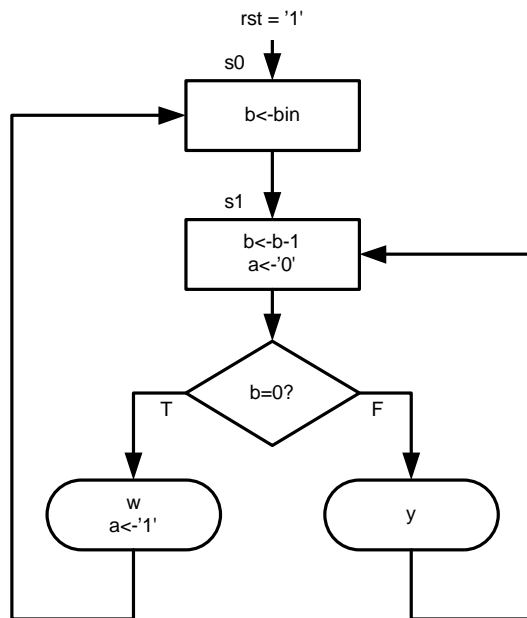 rst = '1'
s0
b<-bin
s1
b<-b-1
a<-'0'
b=0?
T
F
w
a<-'1'
y